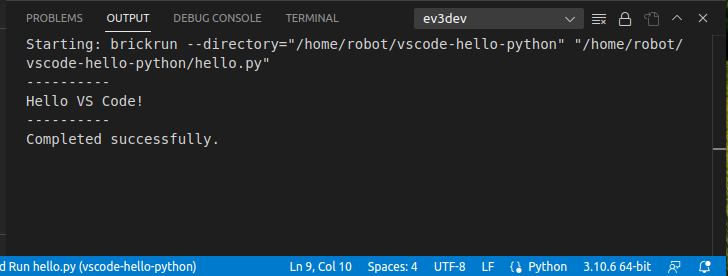 PROBLEMS OUTPUT DEBUG CONSOLE TERMINAL ev3dev
Starting: brickrun --directory="/home/robot/vscode-hello-python" "/home/robot/
vscode-hello-python/hello.py"
----------
Hello VS Code!
----------
Completed successfully.
d Run hello.py (vscode-hello-python) Ln 9, Col 10 Spaces: 4 UTF-8 LF Python 3.10.6 64-bit